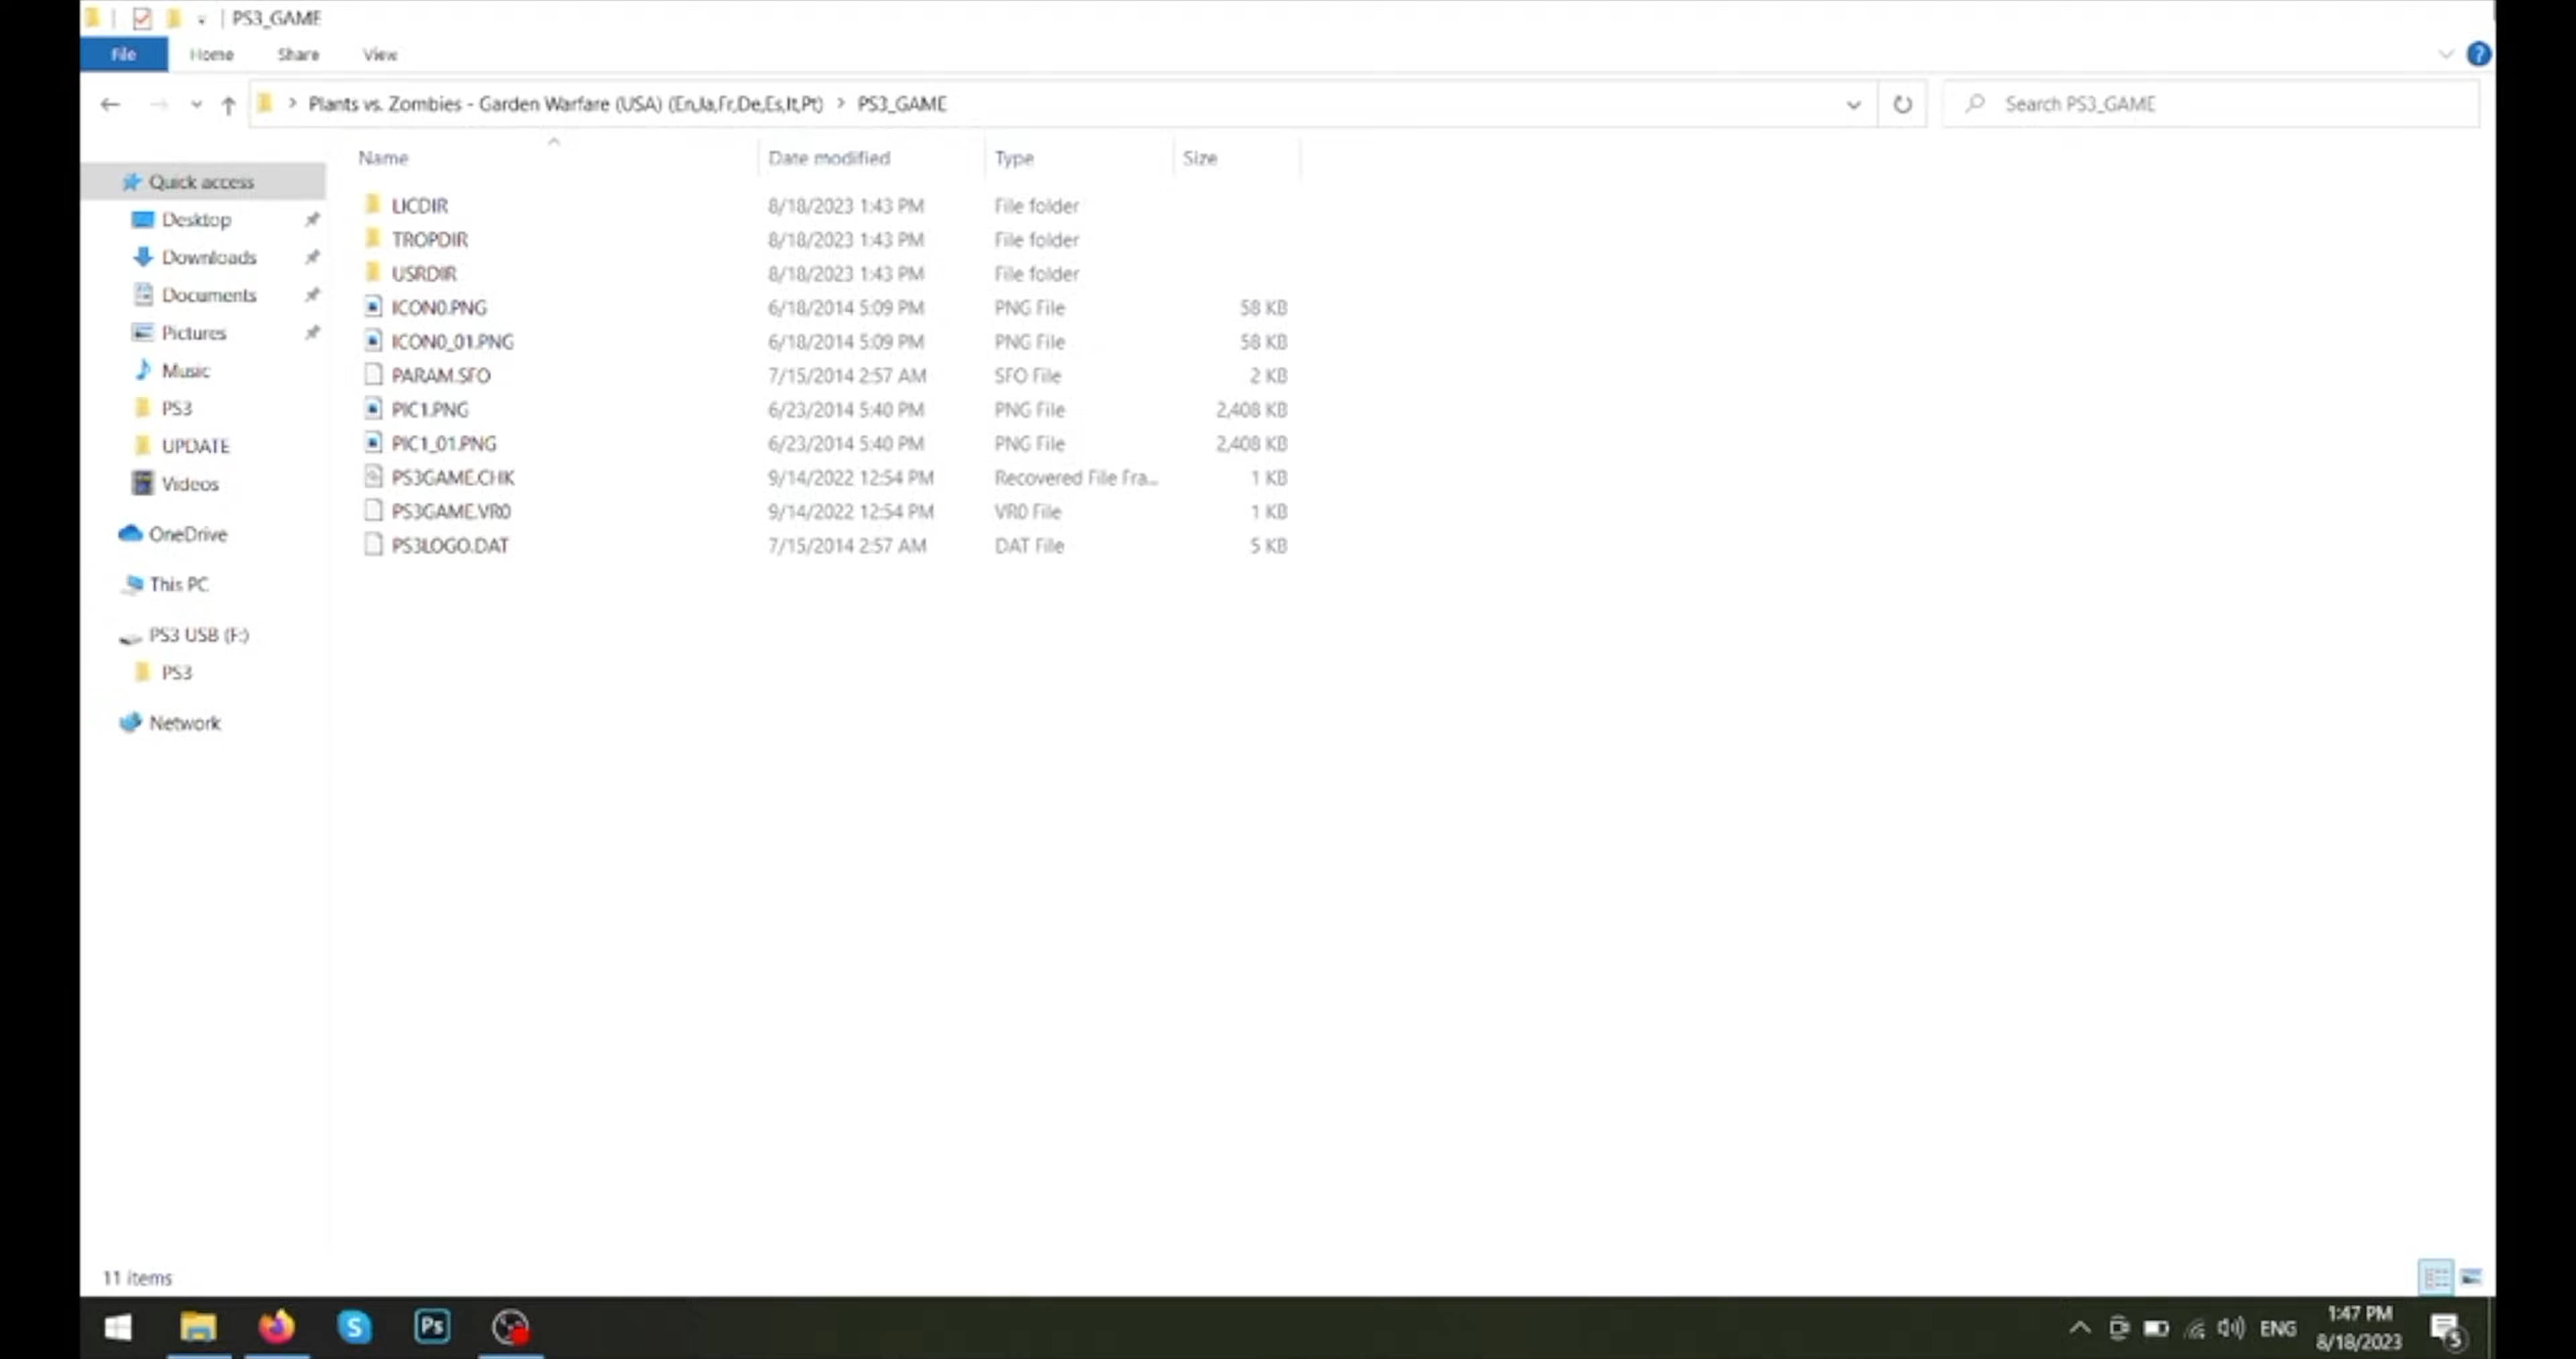 PS3_GAME
File Home Share View
Plants vs. Zombies - Garden Warfare (USA) (En,Ja,Fr,De,Es,It,Pt) > PS3_GAME
Search PS3_GAME
Name Date modified Type Size
Quick access
Desktop
Downloads
Documents
Pictures
Music
PS3
UPDATE
Videos
OneDrive
This PC
PS3 USB (F:)
PS3
Network
LICDIR 8/18/2023 1:43 PM File folder
TROPDIR 8/18/2023 1:43 PM File folder
USRDIR 8/18/2023 1:43 PM File folder
ICON0.PNG 6/18/2014 5:09 PM PNG File 58 KB
ICON0_01.PNG 6/18/2014 5:09 PM PNG File 58 KB
PARAM.SFO 7/15/2014 2:57 AM SFO File 2 KB
PIC1.PNG 6/23/2014 5:40 PM PNG File 2,408 KB
PIC1_01.PNG 6/23/2014 5:40 PM PNG File 2,408 KB
PS3GAME.CHK 9/14/2022 12:54 PM Recovered File Fra... 1 KB
PS3GAME.VR0 9/14/2022 12:54 PM VR0 File 1 KB
PS3LOGO.DAT 7/15/2014 2:57 AM DAT File 5 KB
11 items
S Ps ENG 1:47 PM
8/18/2023 5